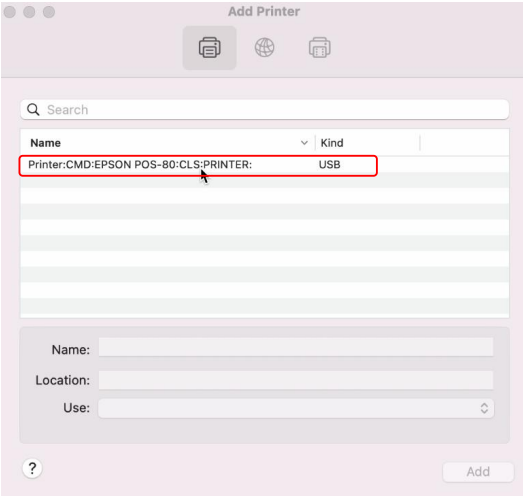 Add Printer
Search
Name Kind
Printer:CMD:EPSON POS-80:CLS:PRINTER: USB
Name:
Location:
Use:
?
Add